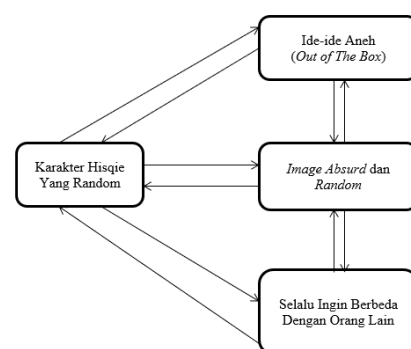 Ide-ide Aneh
(Out of The Box)
Karakter Hisqie
Yang Random
Image Absurd dan
Random
Selalu Ingin Berbeda
Dengan Orang Lain